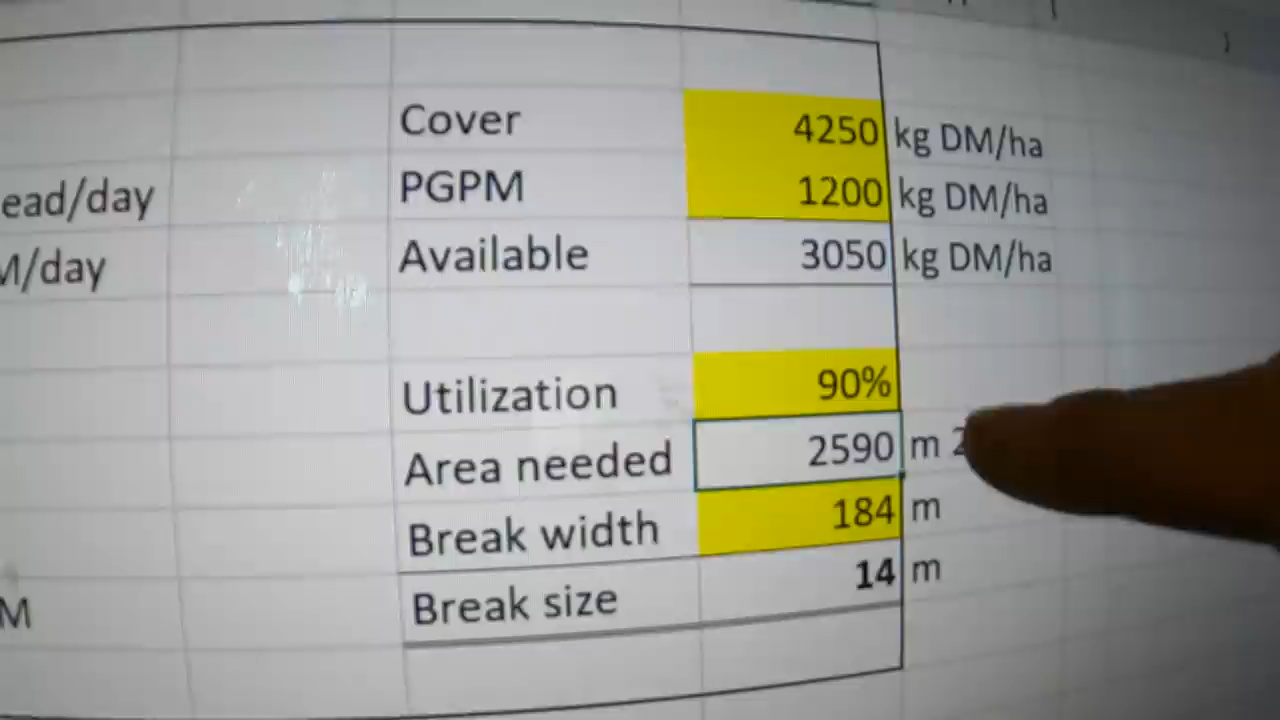 Cover 4250 kg DM/ha
ead/day PGPM 1200 kg DM/ha
M/day Available 3050 kg DM/ha
Utilization 90%
Area needed 2590 m 2
Break width 184 m
M Break size 14 m